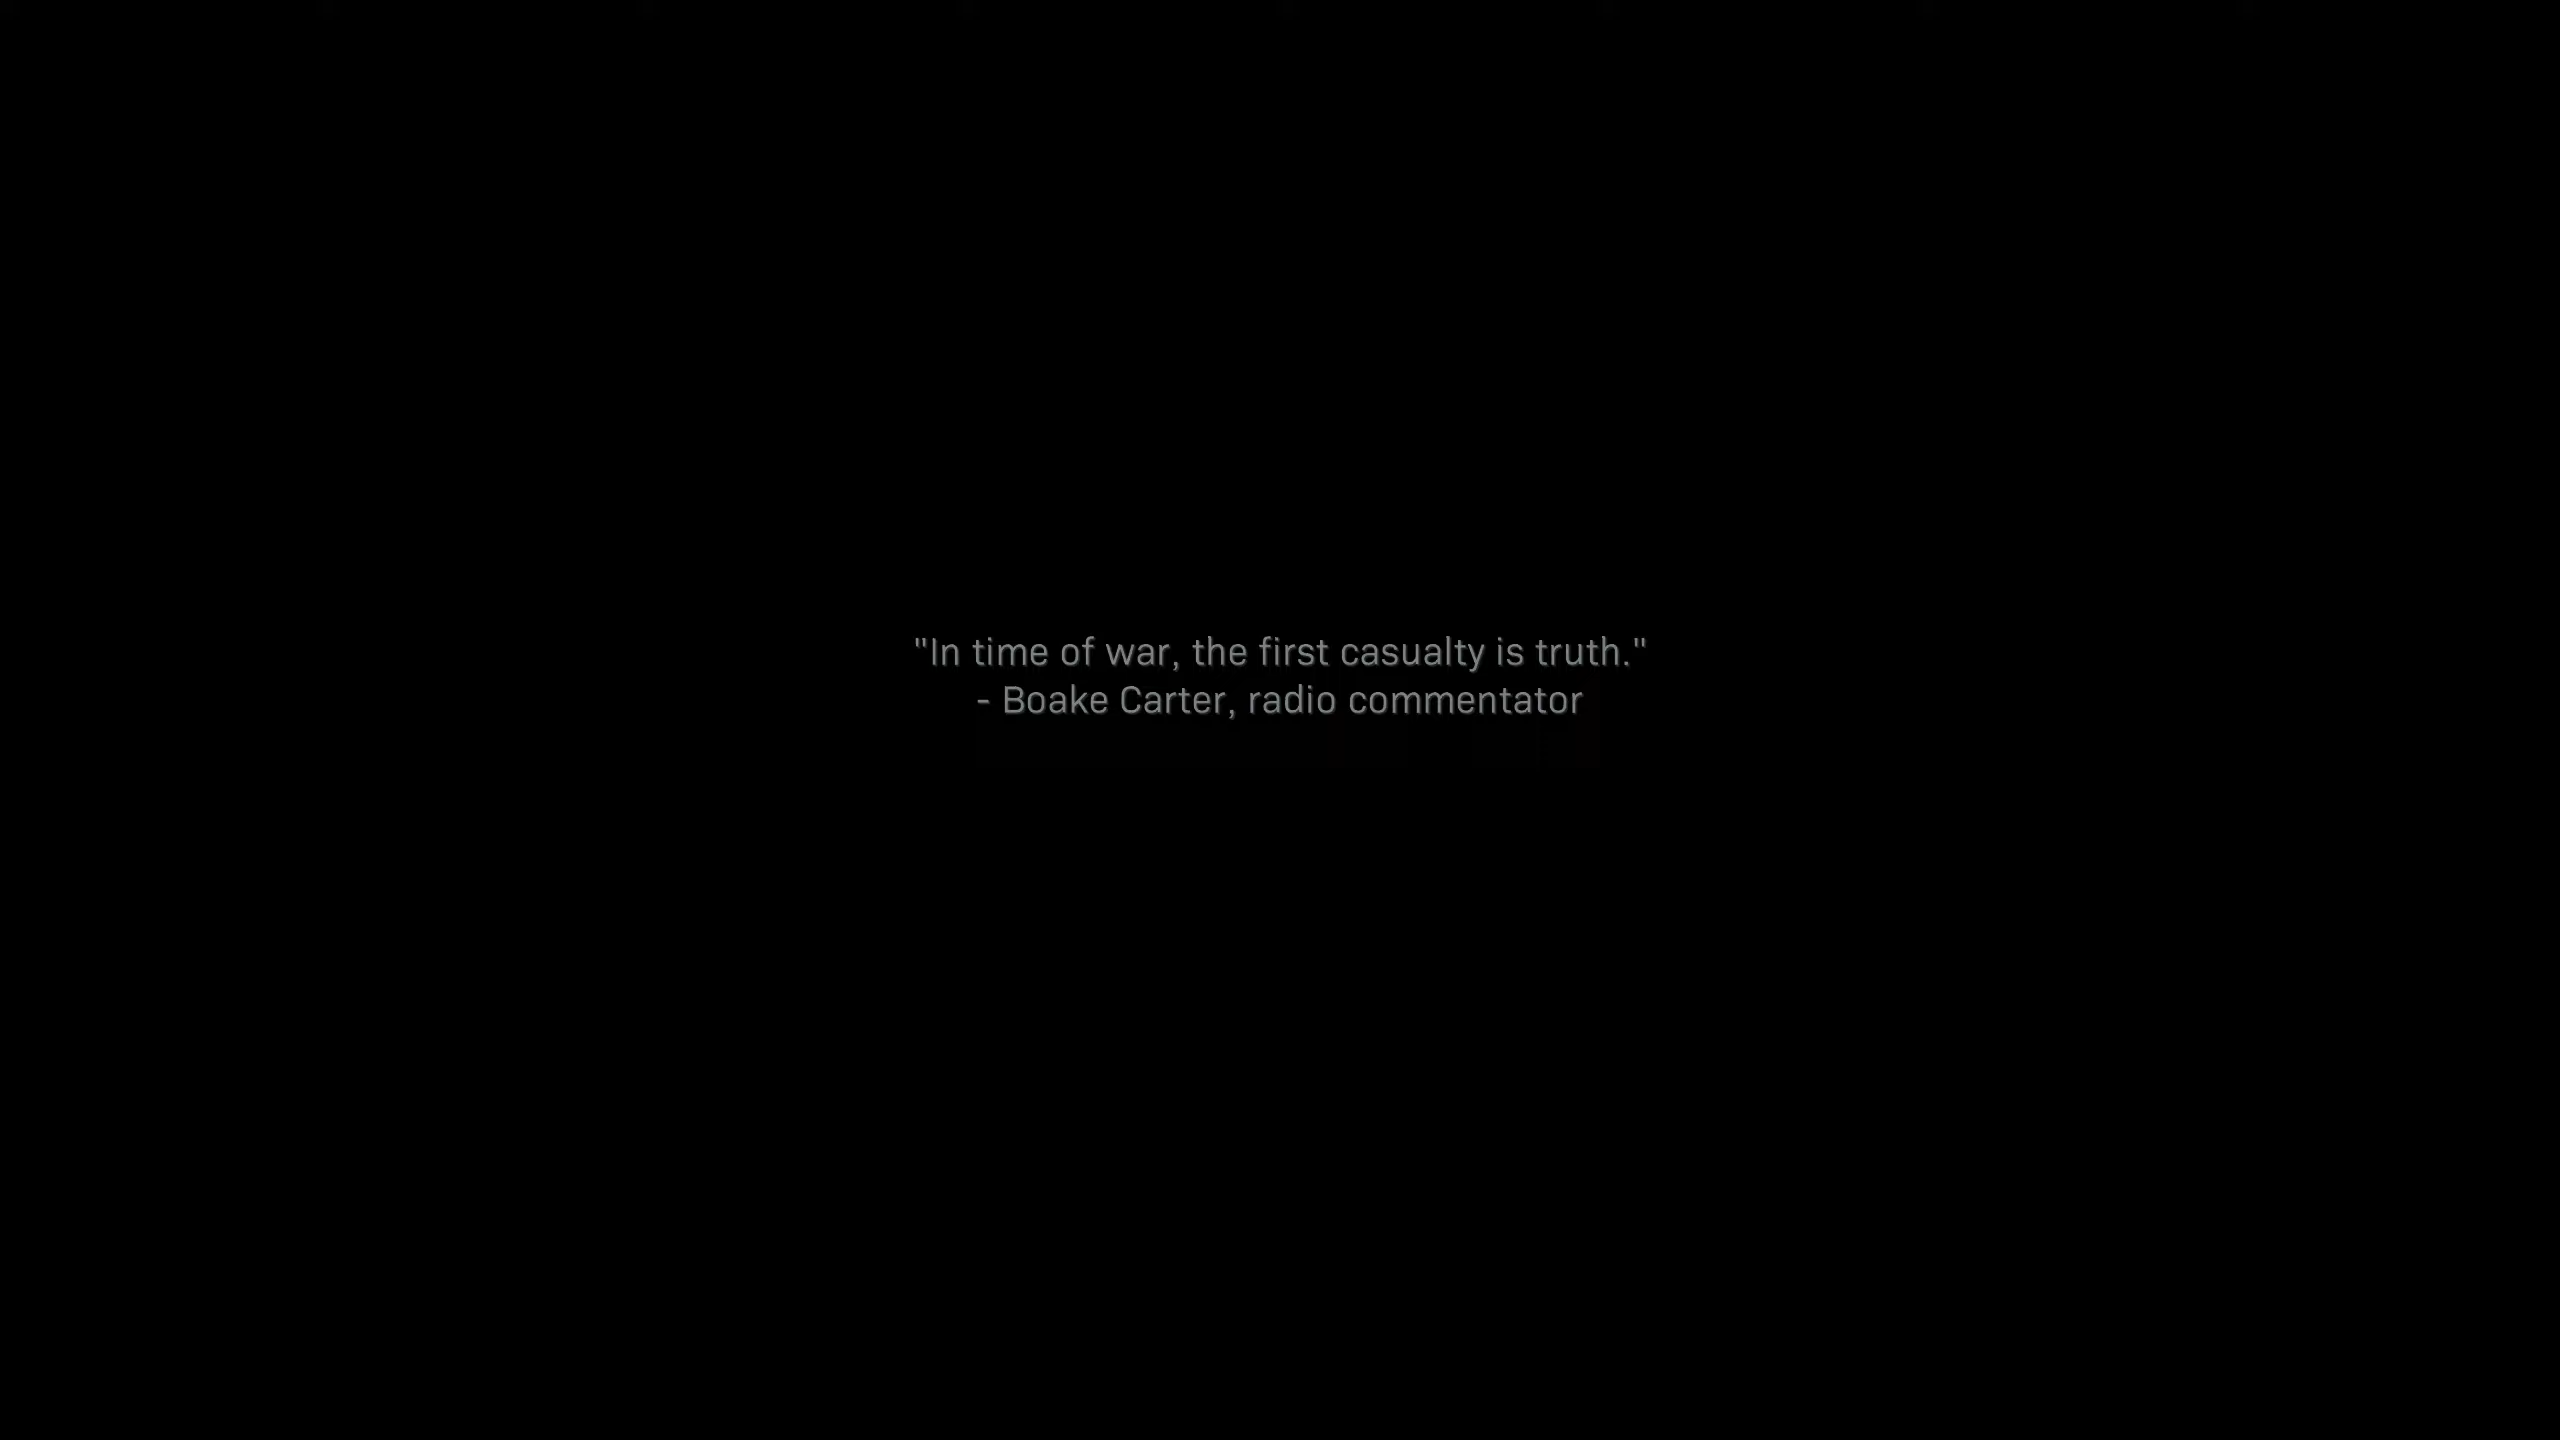 "In time of war, the first casualty is truth."
- Boake Carter, radio commentator